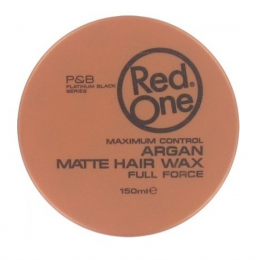 P&B
PLATINUM BLACK
SERIES
Red
One
MAXIMUM CONTROL
ARGAN
MATTE HAIR WAX
FULL FORCE
150ml e